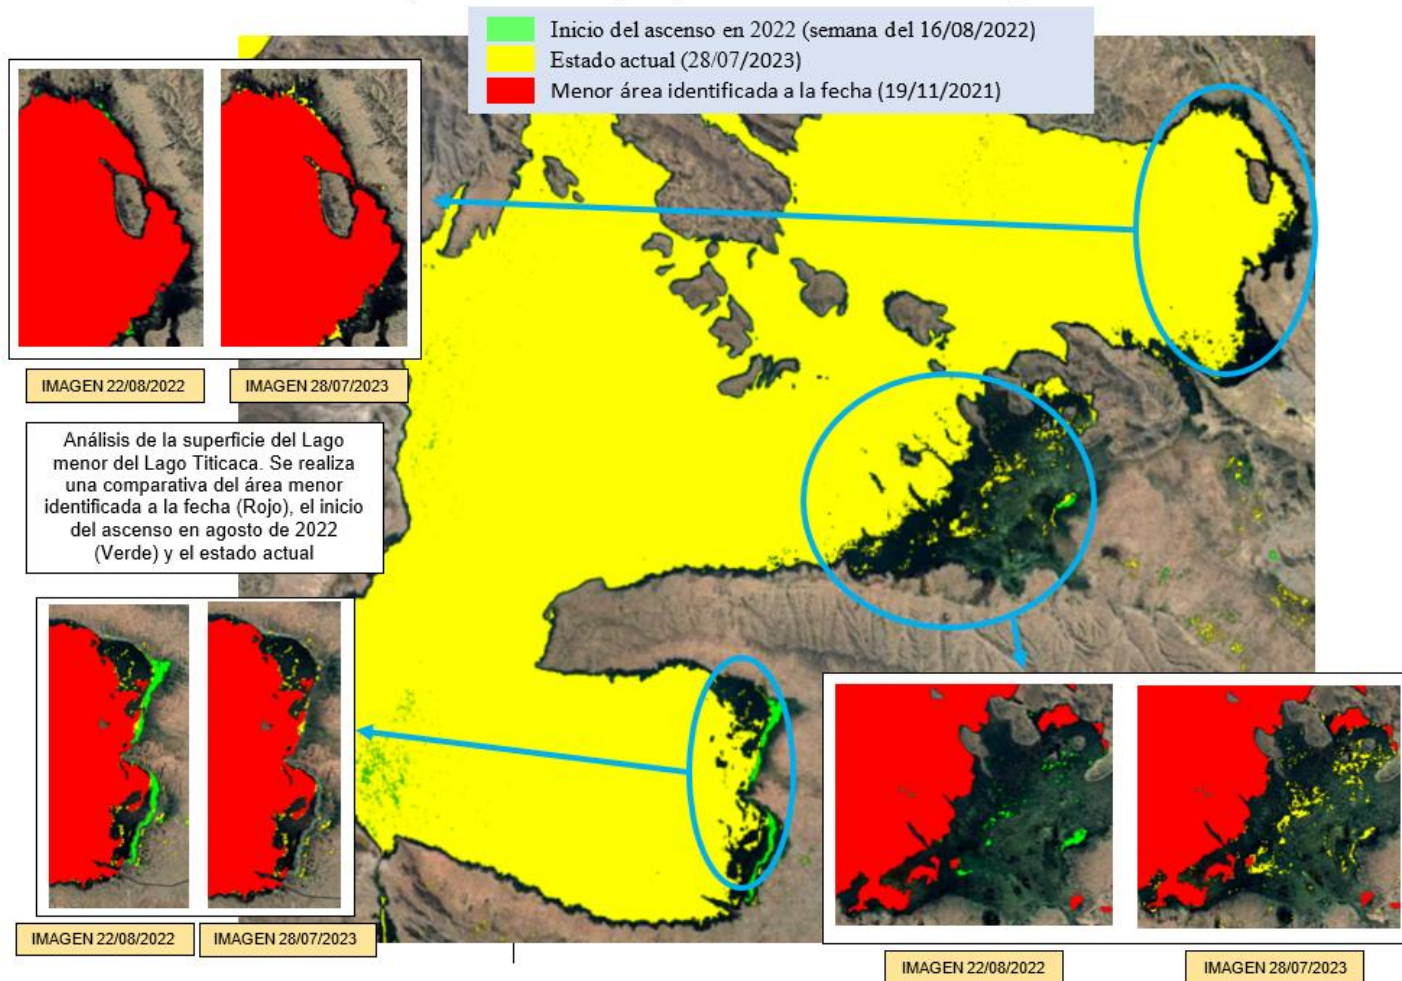 Inicio del ascenso en 2022 (semana del 16/08/2022)
Estado actual (28/07/2023)
Menor área identificada a la fecha (19/11/2021)
IMAGEN 22/08/2022
IMAGEN 28/07/2023
Análisis de la superficie del Lago
menor del Lago Titicaca. Se realiza
una comparativa del área menor
identificada a la fecha (Rojo), el inicio
del ascenso en agosto de 2022
(Verde) y el estado actual
IMAGEN 22/08/2022
IMAGEN 28/07/2023
IMAGEN 22/08/2022
IMAGEN 28/07/2023